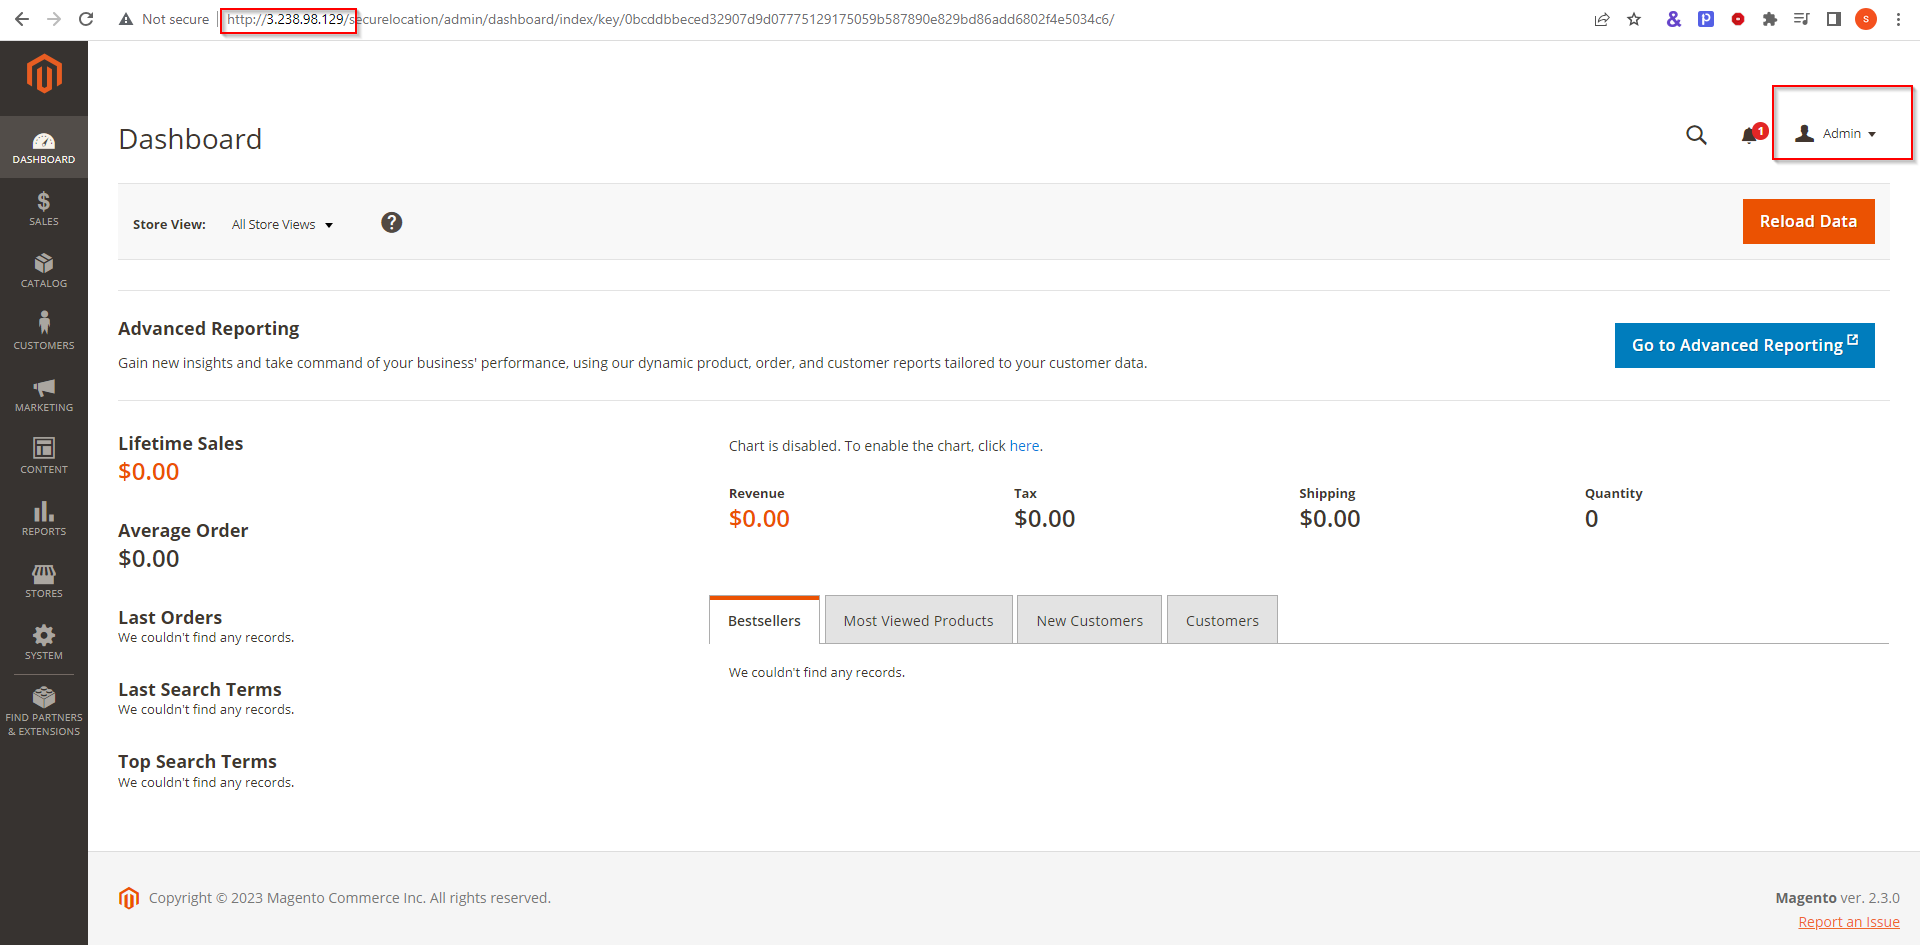 Not secure | http://3.238.98.129/securelocation/admin/dashboard/index/key/0bcddbbeced32907d9d07775129175059b587890e829bd86add6802f4e5034c6/
& p S
Dashboard
1 Admin
DASHBOARD
SALES
CATALOG
CUSTOMERS
MARKETING
CONTENT
REPORTS
STORES
SYSTEM
FIND PARTNERS
& EXTENSIONS
Store View: All Store Views ?
Reload Data
Advanced Reporting
Gain new insights and take command of your business' performance, using our dynamic product, order, and customer reports tailored to your customer data.
Go to Advanced Reporting
Lifetime Sales
$0.00
Average Order
$0.00
Last Orders
We couldn't find any records.
Last Search Terms
We couldn't find any records.
Top Search Terms
We couldn't find any records.
Chart is disabled. To enable the chart, click here.
Revenue Tax Shipping Quantity
$0.00 $0.00 $0.00 0
Bestsellers Most Viewed Products New Customers Customers
We couldn't find any records.
Copyright © 2023 Magento Commerce Inc. All rights reserved.
Magento ver. 2.3.0
Report an Issue